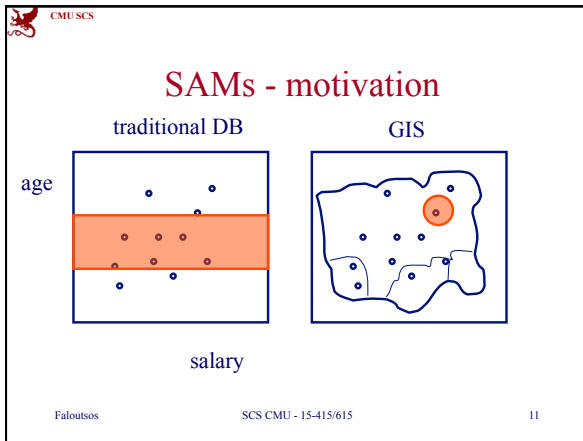 CMU SCS
SAMs - motivation
traditional DB
GIS
age
salary
Faloutsos
SCS CMU - 15-415/615
11